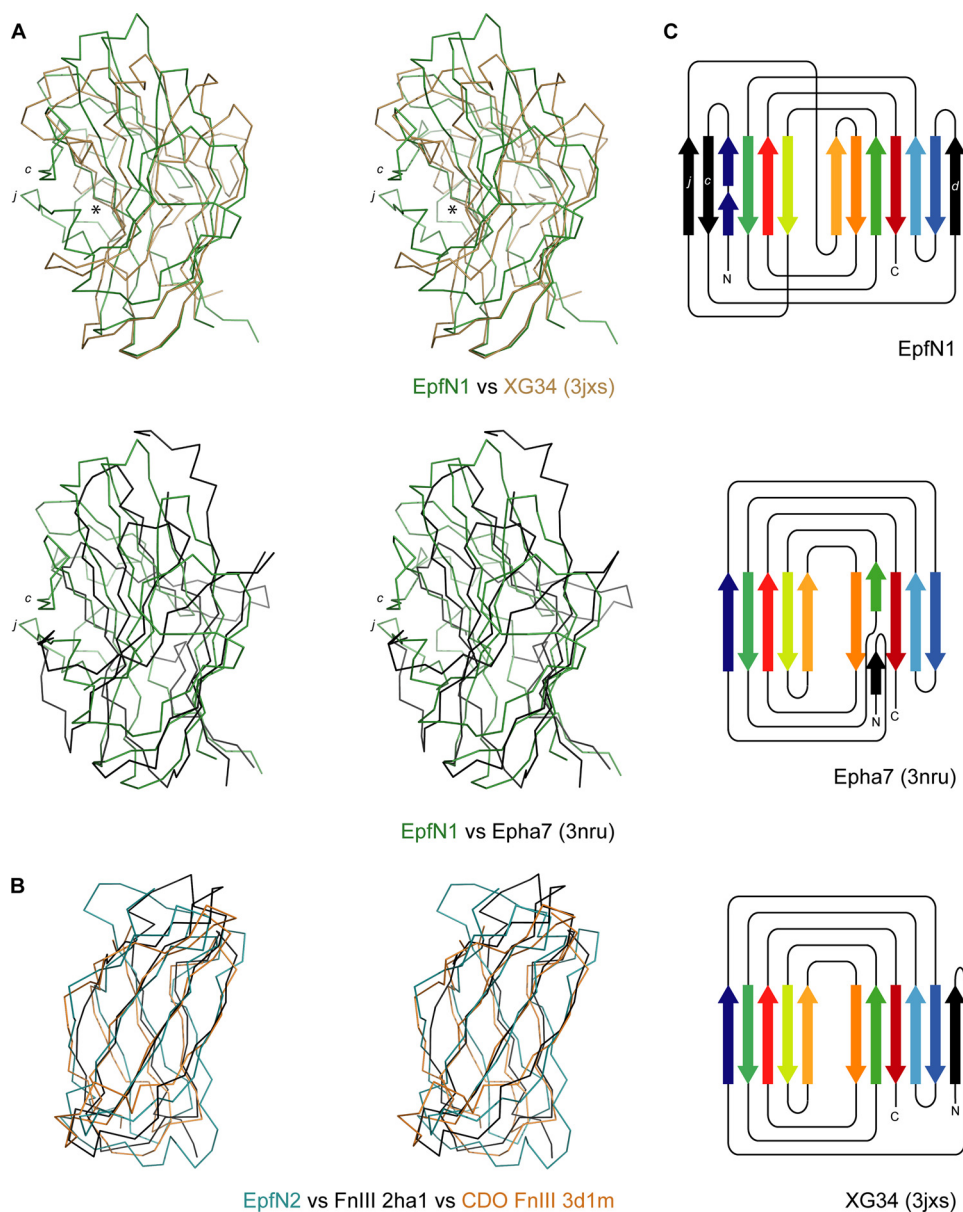 A
C
c
j
*
*
c
j
j
c
d
N
C
EpfN1
EpfN1 vs XG34 (3jxs)
c
j
c
j
N
C
Epha7 (3nru)
EpfN1 vs Epha7 (3nru)
B
C
N
EpfN2 vs FnIII 2ha1 vs CDO FnIII 3d1m
XG34 (3jxs)